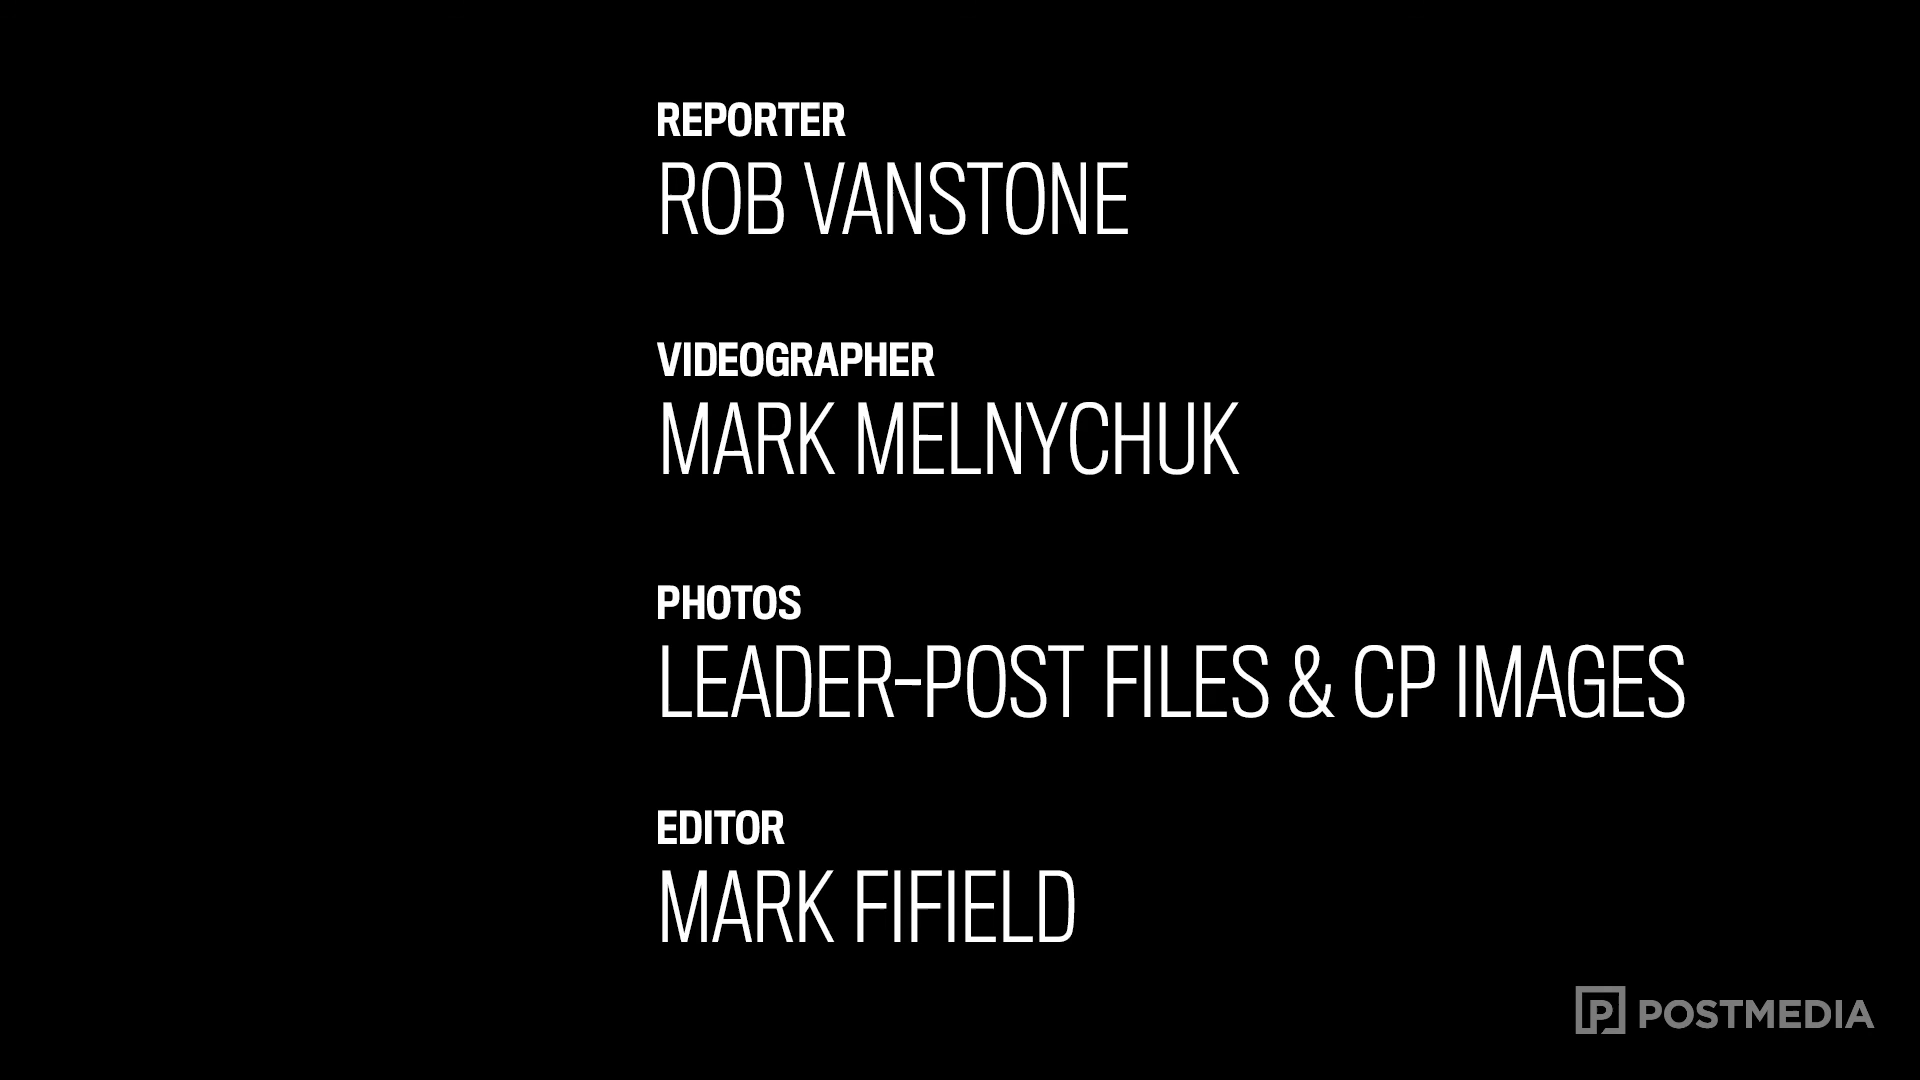 REPORTER
ROB VANSTONE
VIDEOGRAPHER
MARK MELNYCHUK
PHOTOS
LEADER-POST FILES & CP IMAGES
EDITOR
MARK FIFIELD
P POSTMEDIA